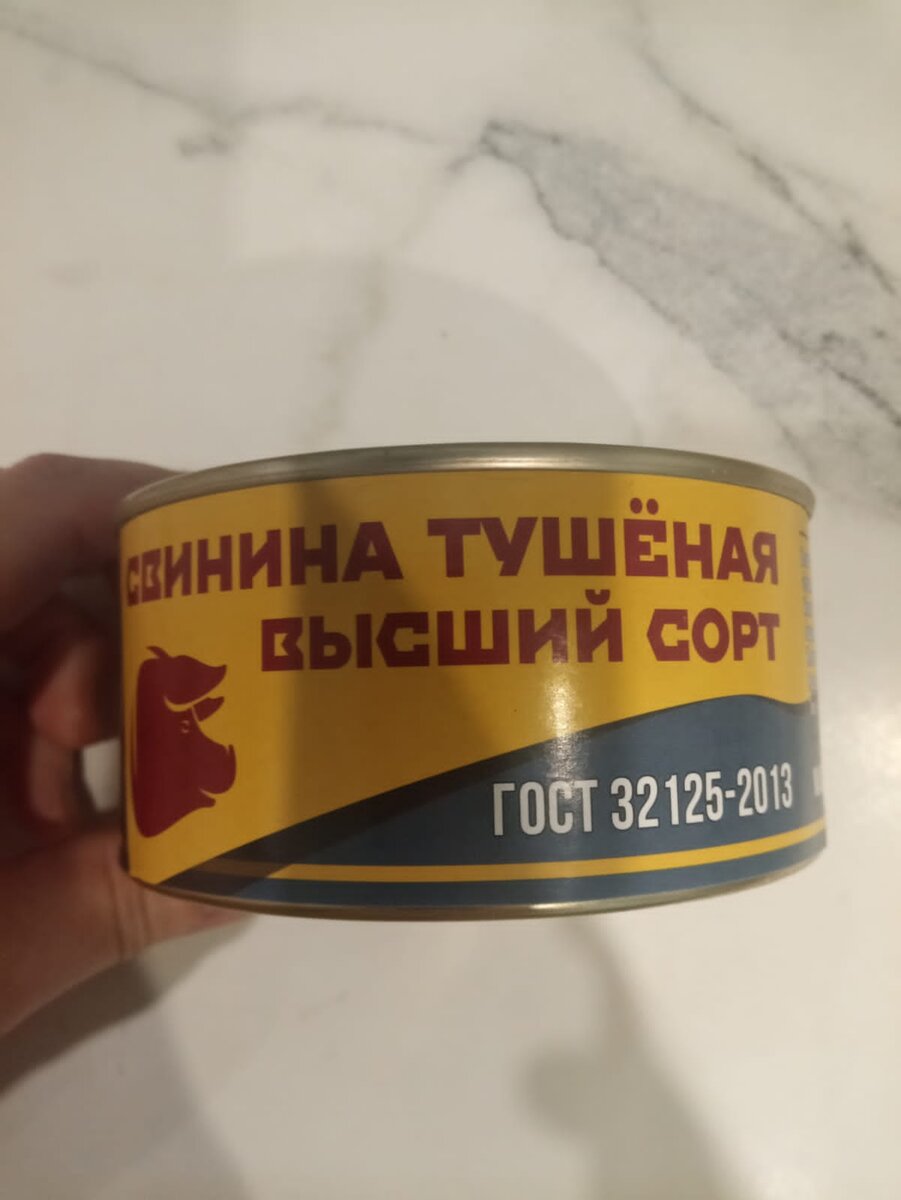 СВИНИНА ТУШЁНАЯ
ВЫСШИЙ СОРТ
ГОСТ 32125-2013